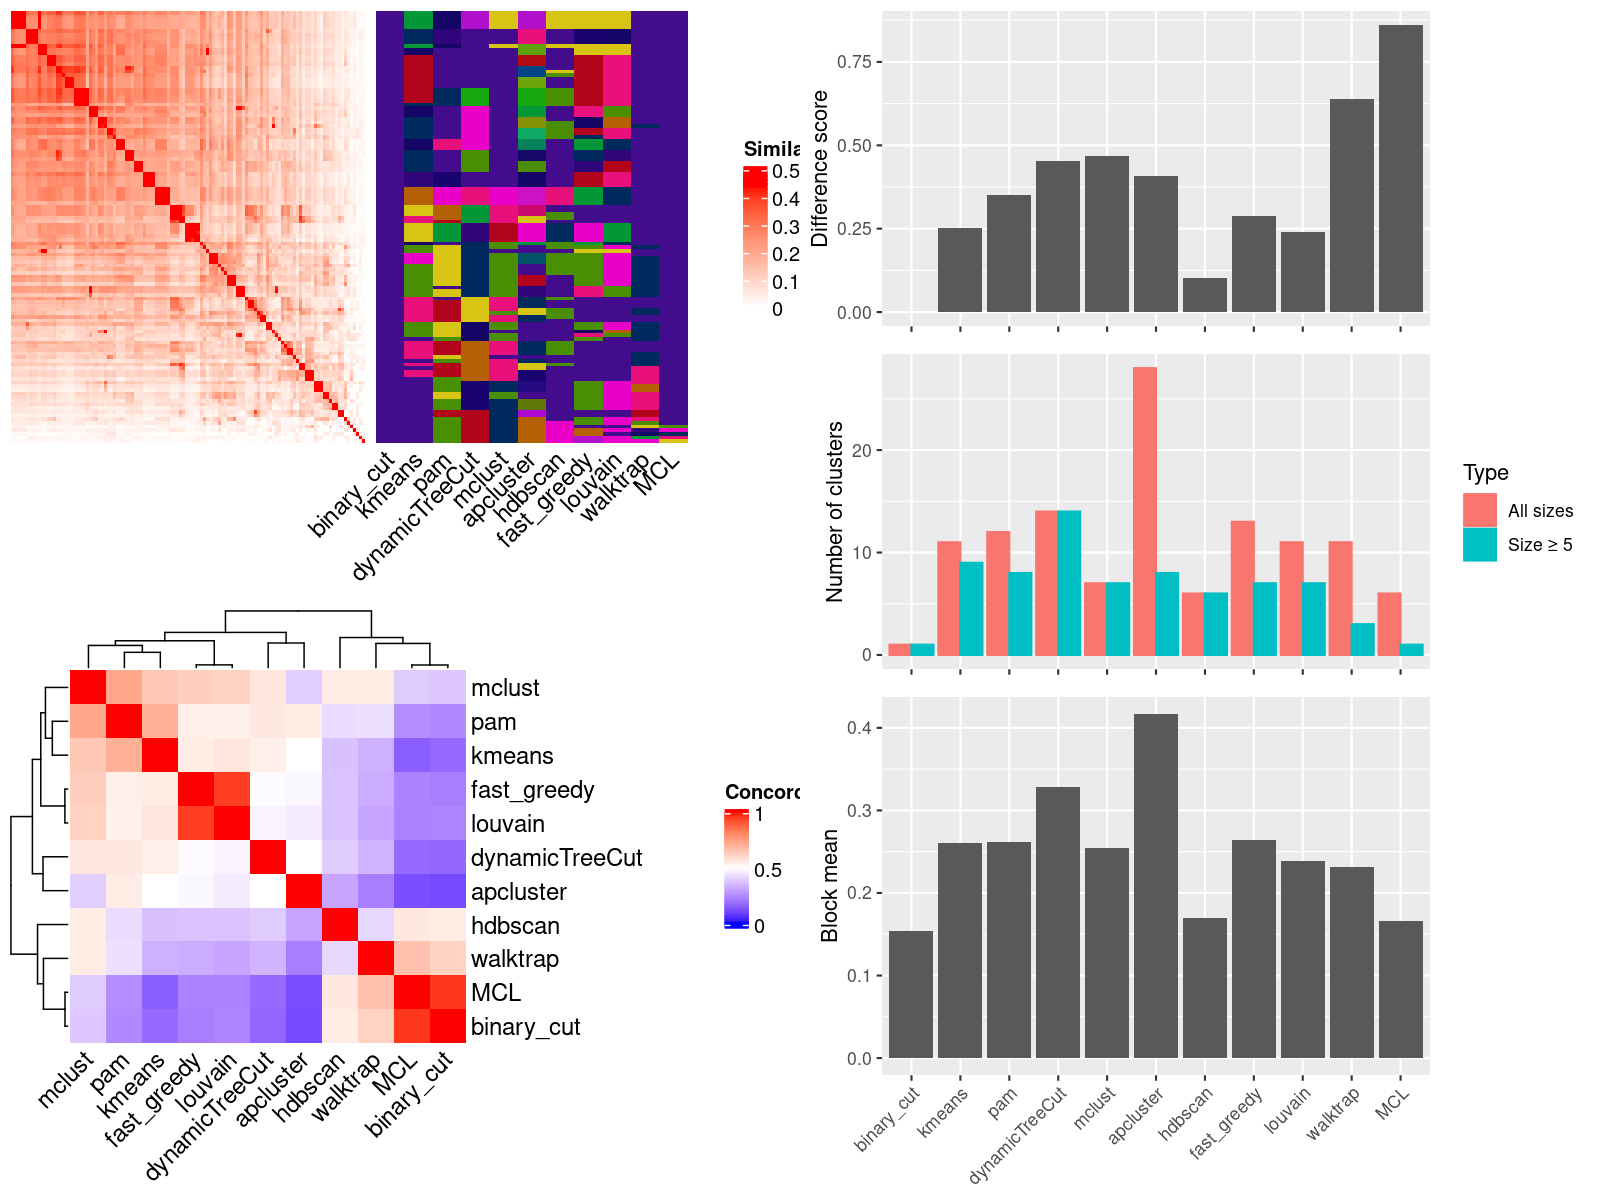 Simila
0.5
0.4
0.3
0.2
0.1
0
binary_cut
kmeans
pam
dynamicTreeCut
mclust
apcluster
hdbscan
fast_greedy
louvain
walktrap
MCL
mclust
pam
kmeans
fast_greedy
louvain
dynamicTreeCut
apcluster
hdbscan
walktrap
MCL
binary_cut
Concord
1
0.5
0
mclust
pam
kmeans
fast_greedy
louvain
dynamicTreeCut
apcluster
hdbscan
walktrap
MCL
binary_cut
Difference score
0.75
0.50
0.25
0.00
Number of clusters
20
10
0
Type
All sizes
Size ≥ 5
Block mean
0.4
0.3
0.2
0.1
0.0
binary_cut
kmeans
pam
dynamicTreeCut
mclust
apcluster
hdbscan
fast_greedy
louvain
walktrap
MCL